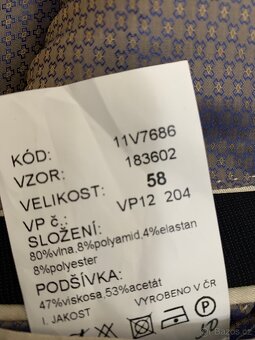 KÓD: 11V7686
VZOR: 183602
VELIKOST: 58
VP č.: VP12 204
SLOŽENÍ:
80%vlna,8%polyamid,4%elastan
8%polyester
PODŠÍVKA:
47%viskosa,53%acetát
I. JAKOST VYROBENO V ČR
P